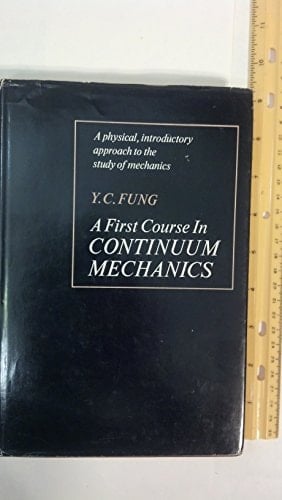 A physical, introductory
approach to the
study of mechanics
Y. C. FUNG
A First Course In
CONTINUUM
MECHANICS